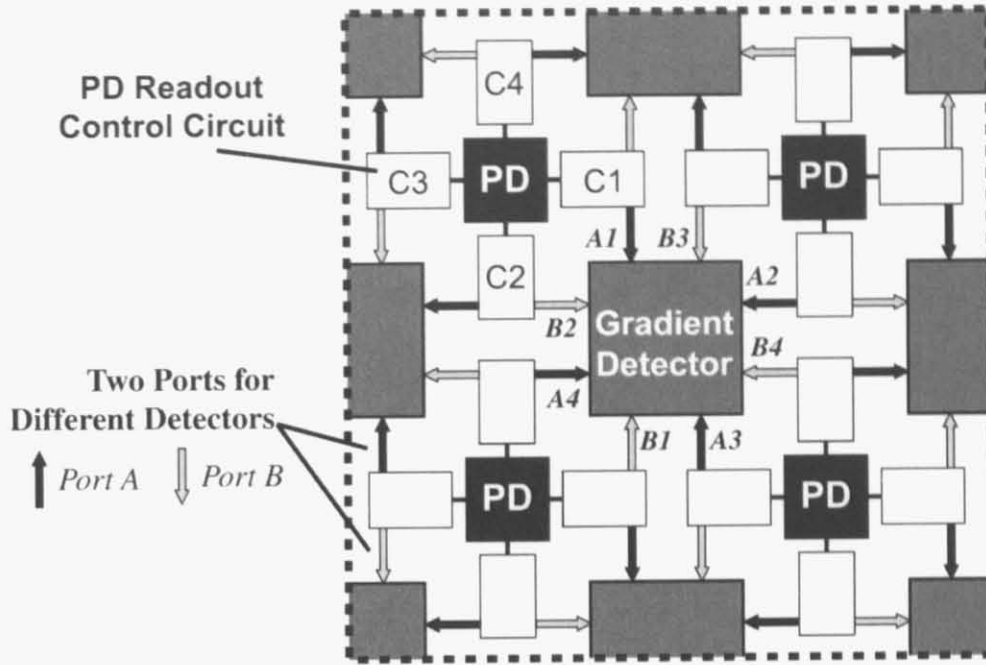 PD Readout
Control Circuit
C4
C3
PD
C1
PD
C2
A1
B3
A2
B2
Gradient
Detector
B4
A4
B1
A3
Two Ports for
Different Detectors
Port A
Port B
PD
PD